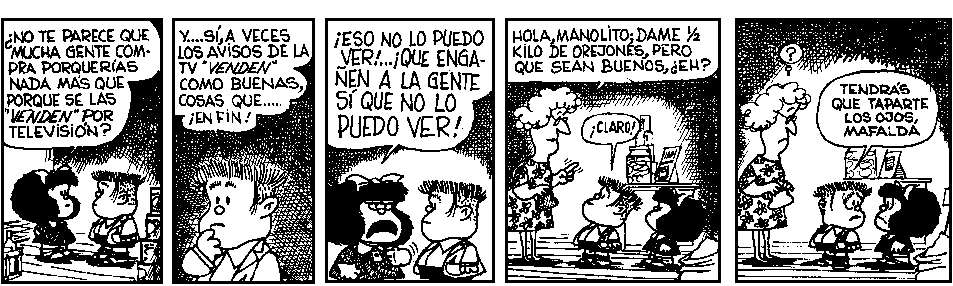 ¿NO TE PARECE QUE
MUCHA GENTE COM-
PRA PORQUERÍAS
NADA MÁS QUE
PORQUE SE LAS
"VENDEN" POR
TELEVISIÓN?
Y....SÍ, A VECES
LOS AVISOS DE LA
TV "VENDEN"
COMO BUENAS,
COSAS QUE.....
¡EN FIN!
¡ESO NO LO PUEDO
VER!...¡QUE ENGA-
ÑEN A LA GENTE
SÍ QUE NO LO
PUEDO VER!
HOLA, MANOLITO; DAME ½
KILO DE OREJONES, PERO
QUE SEAN BUENOS, ¿EH?
¡CLARO!
?
TENDRÁS
QUE TAPARTE
LOS OJOS,
MAFALDA